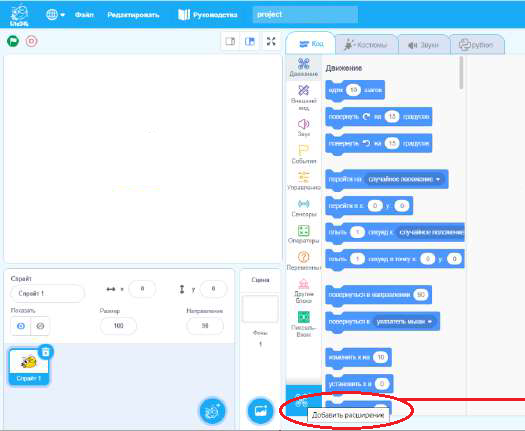 Файл Редактировать Руководства project
Код Костюмы Звуки python
Движение
Движение
Внешний вид
Звук
События
Управление
Сенсоры
Операторы
Переменные
Другие блоки
Пиксель-
идти 10 шагов
повернуть на 15 градусов
повернуть на 15 градусов
перейти на случайное положение
перейти в x: 0 y: 0
плыть 1 секунд к случайное положение
плыть 1 секунд в точку x: 0 y: 0
повернуться в направлении 90
повернуться к указатель мыши
изменить x на 10
установить x в 0
Добавить расширение
Спрайт
Спрайт 1
x 0
y 0
Показать
Размер
100
Направление
90
Спрайт 1
Сцена
Фоны
1